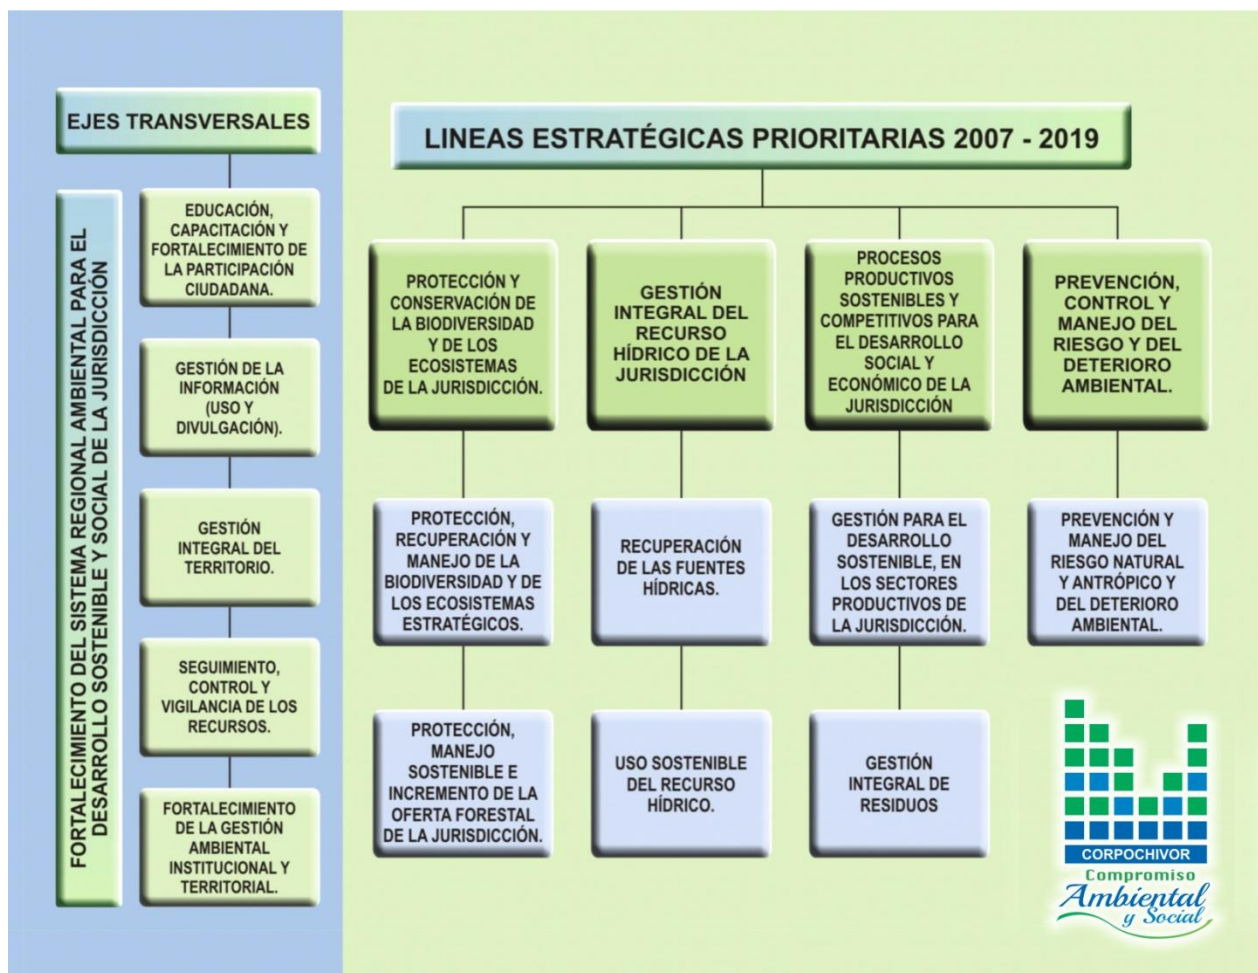 EJES TRANSVERSALES
FORTALECIMIENTO DEL SISTEMA REGIONAL AMBIENTAL PARA EL
DESARROLLO SOSTENIBLE Y SOCIAL DE LA JURISDICCIÓN
EDUCACIÓN,
CAPACITACIÓN Y
FORTALECIMIENTO DE
LA PARTICIPACIÓN
CIUDADANA.
GESTIÓN DE LA
INFORMACIÓN
(USO Y
DIVULGACIÓN).
GESTIÓN
INTEGRAL DEL
TERRITORIO.
SEGUIMIENTO,
CONTROL Y
VIGILANCIA DE LOS
RECURSOS.
FORTALECIMIENTO
DE LA GESTIÓN
AMBIENTAL
INSTITUCIONAL Y
TERRITORIAL.
LINEAS ESTRATÉGICAS PRIORITARIAS 2007 - 2019
PROTECCIÓN Y
CONSERVACIÓN DE
LA BIODIVERSIDAD
Y DE LOS
ECOSISTEMAS
DE LA JURISDICCIÓN.
PROTECCIÓN,
RECUPERACIÓN Y
MANEJO DE LA
BIODIVERSIDAD Y DE
LOS ECOSISTEMAS
ESTRATÉGICOS.
PROTECCIÓN,
MANEJO
SOSTENIBLE E
INCREMENTO DE LA
OFERTA FORESTAL
DE LA JURISDICCIÓN.
GESTIÓN
INTEGRAL DEL
RECURSO
HÍDRICO DE LA
JURISDICCIÓN
RECUPERACIÓN
DE LAS FUENTES
HÍDRICAS.
USO SOSTENIBLE
DEL RECURSO
HÍDRICO.
PROCESOS
PRODUCTIVOS
SOSTENIBLES Y
COMPETITIVOS PARA
EL DESARROLLO
SOCIAL Y
ECONÓMICO DE LA
JURISDICCIÓN
GESTIÓN PARA EL
DESARROLLO
SOSTENIBLE, EN
LOS SECTORES
PRODUCTIVOS DE
LA JURISDICCIÓN.
GESTIÓN
INTEGRAL DE
RESIDUOS
PREVENCIÓN,
CONTROL Y
MANEJO DEL
RIESGO Y DEL
DETERIORO
AMBIENTAL.
PREVENCIÓN Y
MANEJO DEL
RIESGO NATURAL
Y ANTRÓPICO Y
DEL DETERIORO
AMBIENTAL.
CORPOCHIVOR
Compromiso
Ambiental
y Social